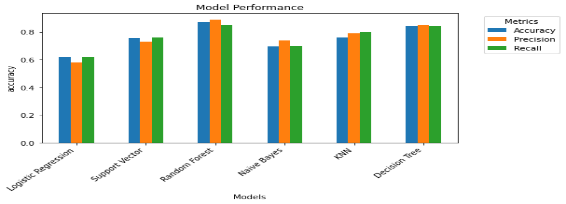 Model Performance
Metrics
Accuracy
Precision
Recall
accuracy
0.8
0.6
0.4
0.2
0.0
Logistic Regression
Support Vector
Random Forest
Naive Bayes
KNN
Decision Tree
Models